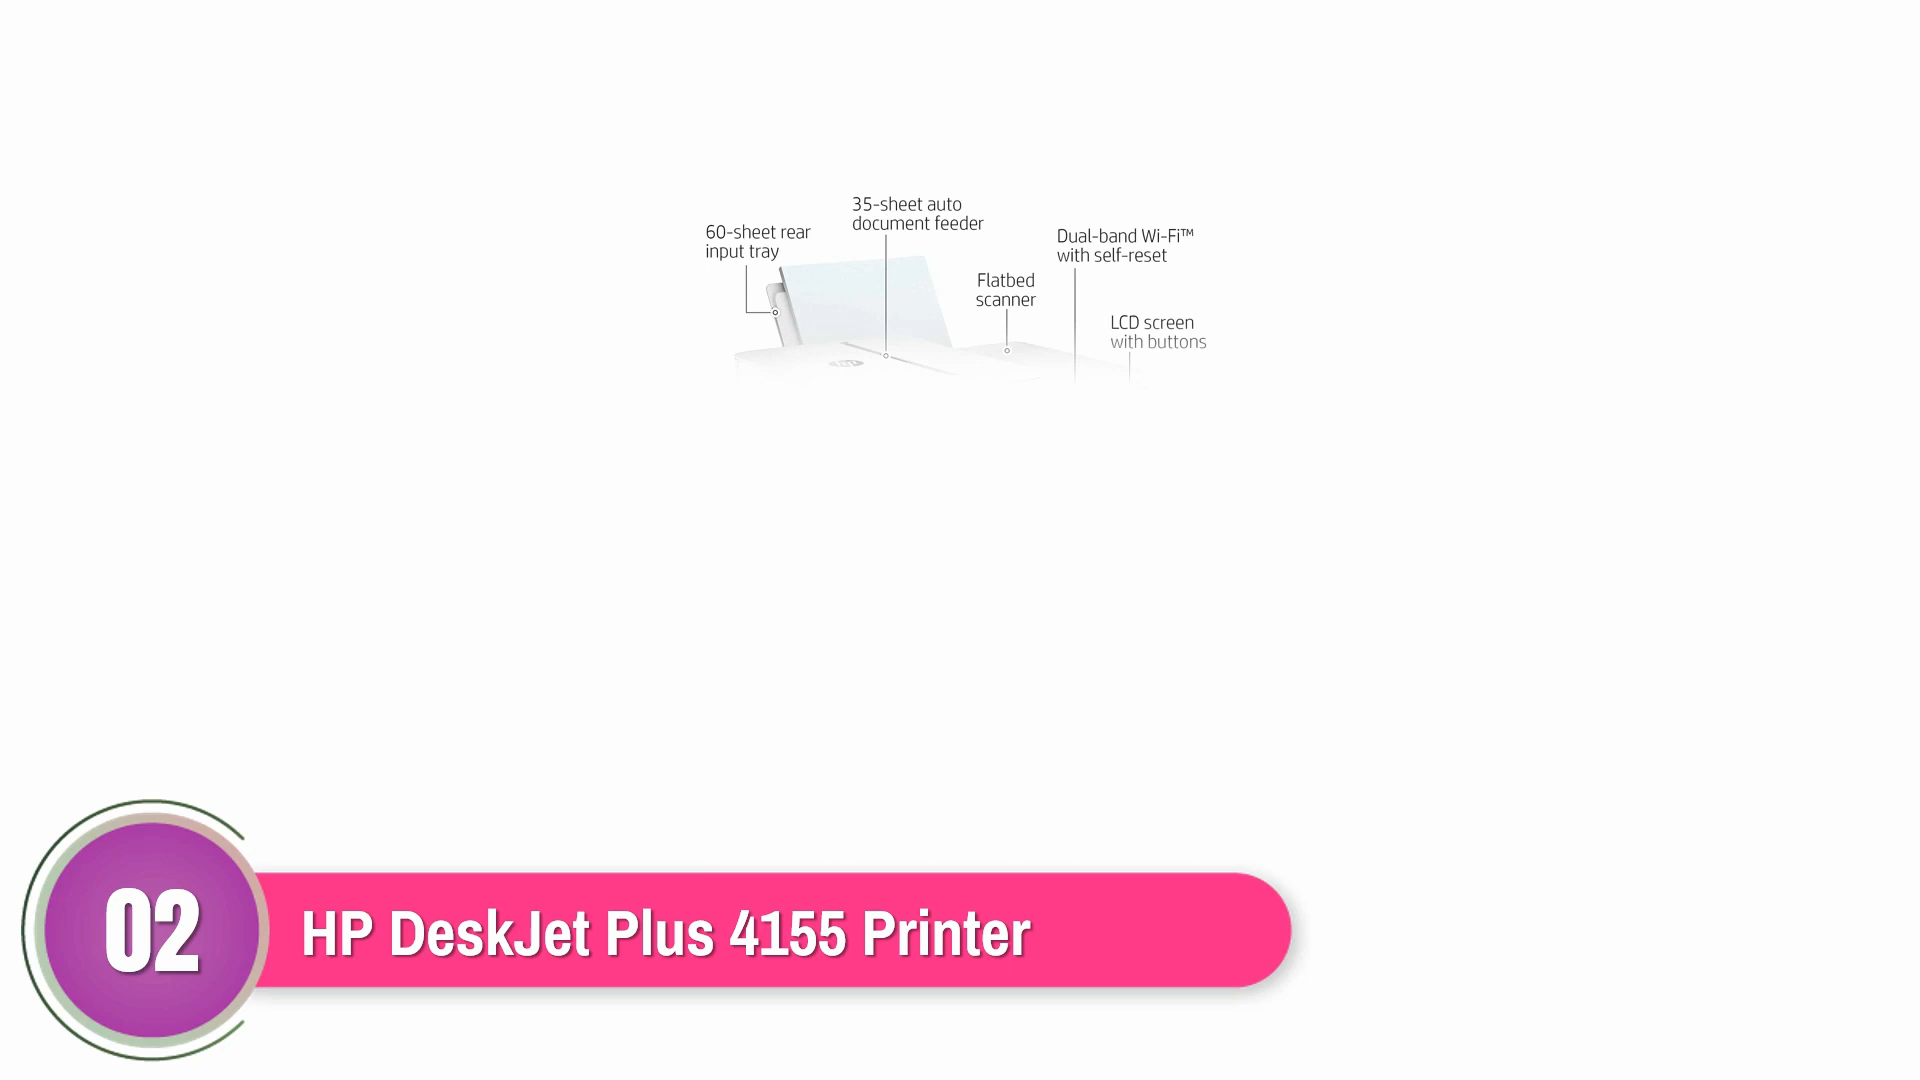 35-sheet auto
document feeder
60-sheet rear
input tray
Dual-band Wi-Fi™
with self-reset
Flatbed
scanner
LCD screen
with buttons
hp
02
HP DeskJet Plus 4155 Printer